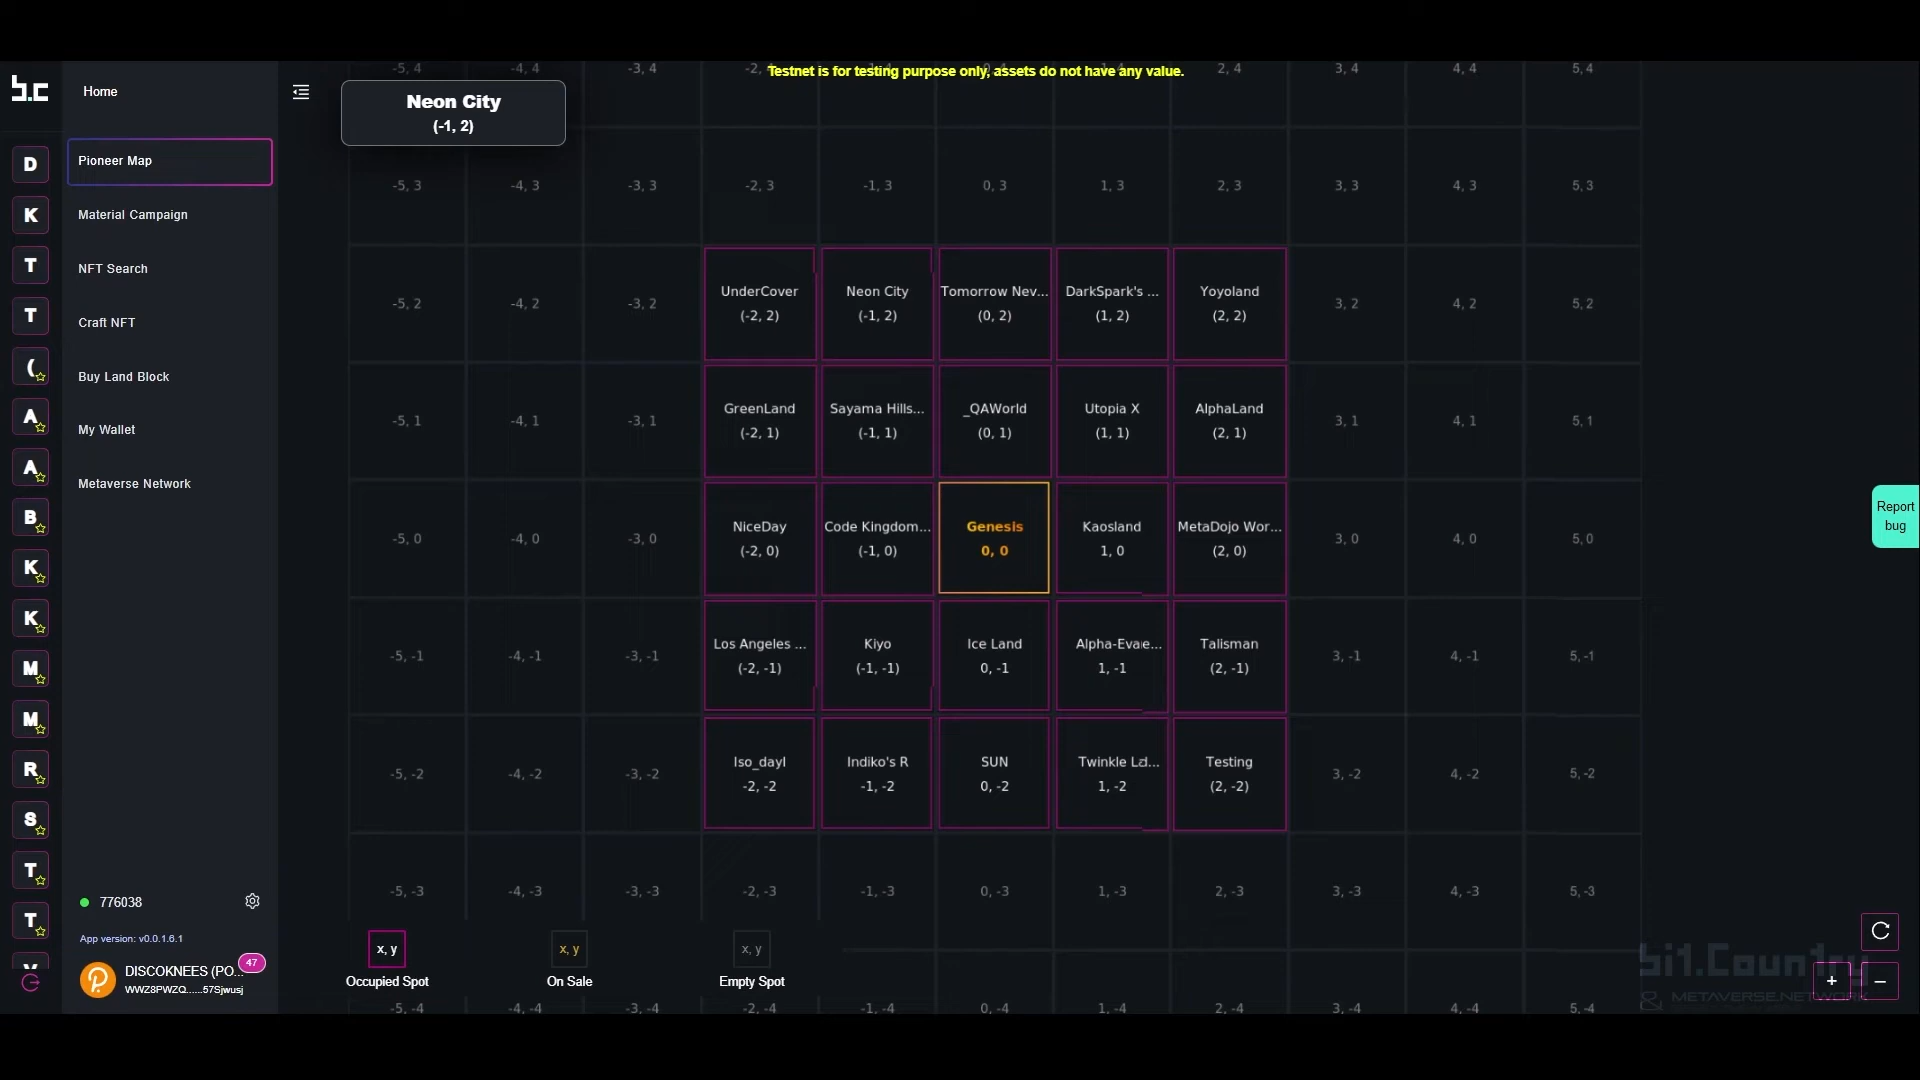 Testnet is for testing purpose only, assets do not have any value.
b.c
Home
Neon City
(-1, 2)
Pioneer Map
Material Campaign
NFT Search
Craft NFT
Buy Land Block
My Wallet
Metaverse Network
D
K
T
T
(
A
A
B
K
K
M
M
R
S
T
T
-5, 4 -4, 4 -3, 4 2, 4 3, 4 4, 4 5, 4
-5, 3 -4, 3 -3, 3 -2, 3 -1, 3 0, 3 1, 3 2, 3 3, 3 4, 3 5, 3
UnderCover Neon City Tomorrow Nev... DarkSpark's ... Yoyoland
-5, 2 -4, 2 -3, 2 (-2, 2) (-1, 2) (0, 2) (1, 2) (2, 2) 3, 2 4, 2 5, 2
GreenLand Sayama Hills... _QAWorld Utopia X AlphaLand
-5, 1 -4, 1 -3, 1 (-2, 1) (-1, 1) (0, 1) (1, 1) (2, 1) 3, 1 4, 1 5, 1
NiceDay Code Kingdom... Genesis Kaosland MetaDojo Wor...
-5, 0 -4, 0 -3, 0 (-2, 0) (-1, 0) 0, 0 1, 0 (2, 0) 3, 0 4, 0 5, 0
Los Angeles ... Kiyo Ice Land Talisman
-5, -1 -4, -1 -3, -1 (-2, -1) (-1, -1) 0, -1 1, -1 (2, -1) 3, -1 4, -1 5, -1
Iso_dayI Indiko's R SUN Twinkle Testing
-5, -2 -4, -2 -3, -2 -2, -2 -1, -2 0, -2 1, -2 (2, -2) 3, -2 4, -2 5, -2
-5, -3 -4, -3 -3, -3 -2, -3 -1, -3 0, -3 1, -3 2, -3 3, -3 4, -3 5, -3
-5, -4 -4, -4 -3, -4 -2, -4 -1, -4 0, -4 1, -4 2, -4 3, -4 4, -4 5, -4
x, y x, y x, y
Occupied Spot On Sale Empty Spot
776038
App version: v0.0.1.6.1
47
DISCOKNEES (PO...
WWZ8PWZQ......57Sjwusj
Report
bug
bi1.Coun1ry
& METAVERSE.NETWORK
+ −